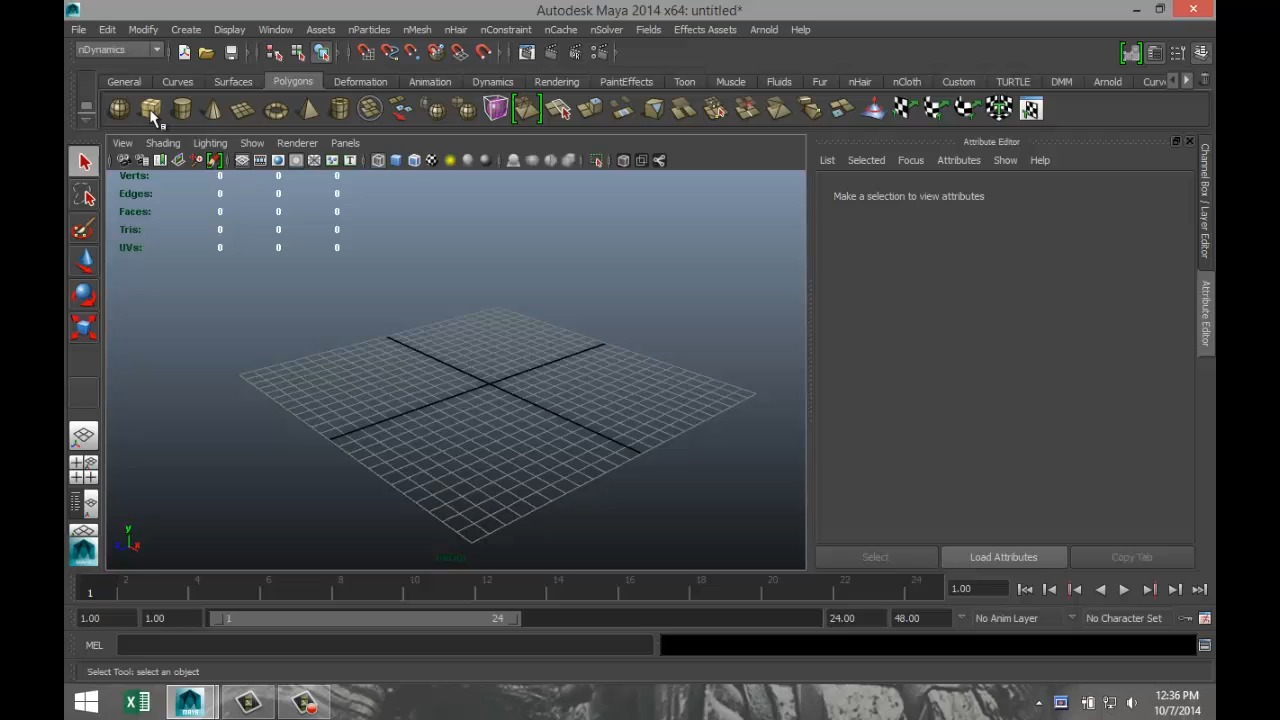 Autodesk Maya 2014 x64: untitled*
File Edit Modify Create Display Window Assets nParticles nMesh nHair nConstraint nCache nSolver Fields Effects Assets Arnold Help
nDynamics
General Curves Surfaces Polygons Deformation Animation Dynamics Rendering PaintEffects Toon Muscle Fluids Fur nHair nCloth Custom TURTLE DMM Arnold Curv
View Shading Lighting Show Renderer Panels
Attribute Editor
List Selected Focus Attributes Show Help
Make a selection to view attributes
Verts: 0 0 0
Edges: 0 0 0
Faces: 0 0 0
Tris: 0 0 0
UVs: 0 0 0
Channel Box / Layer Editor
Attribute Editor
y
Select Load Attributes Copy Tab
2 4 6 8 10 12 14 16 18 20 22 24
1 1.00
1.00 1.00 1 24 24.00 48.00 No Anim Layer No Character Set
MEL
Select Tool: select an object
12:36 PM
10/7/2014